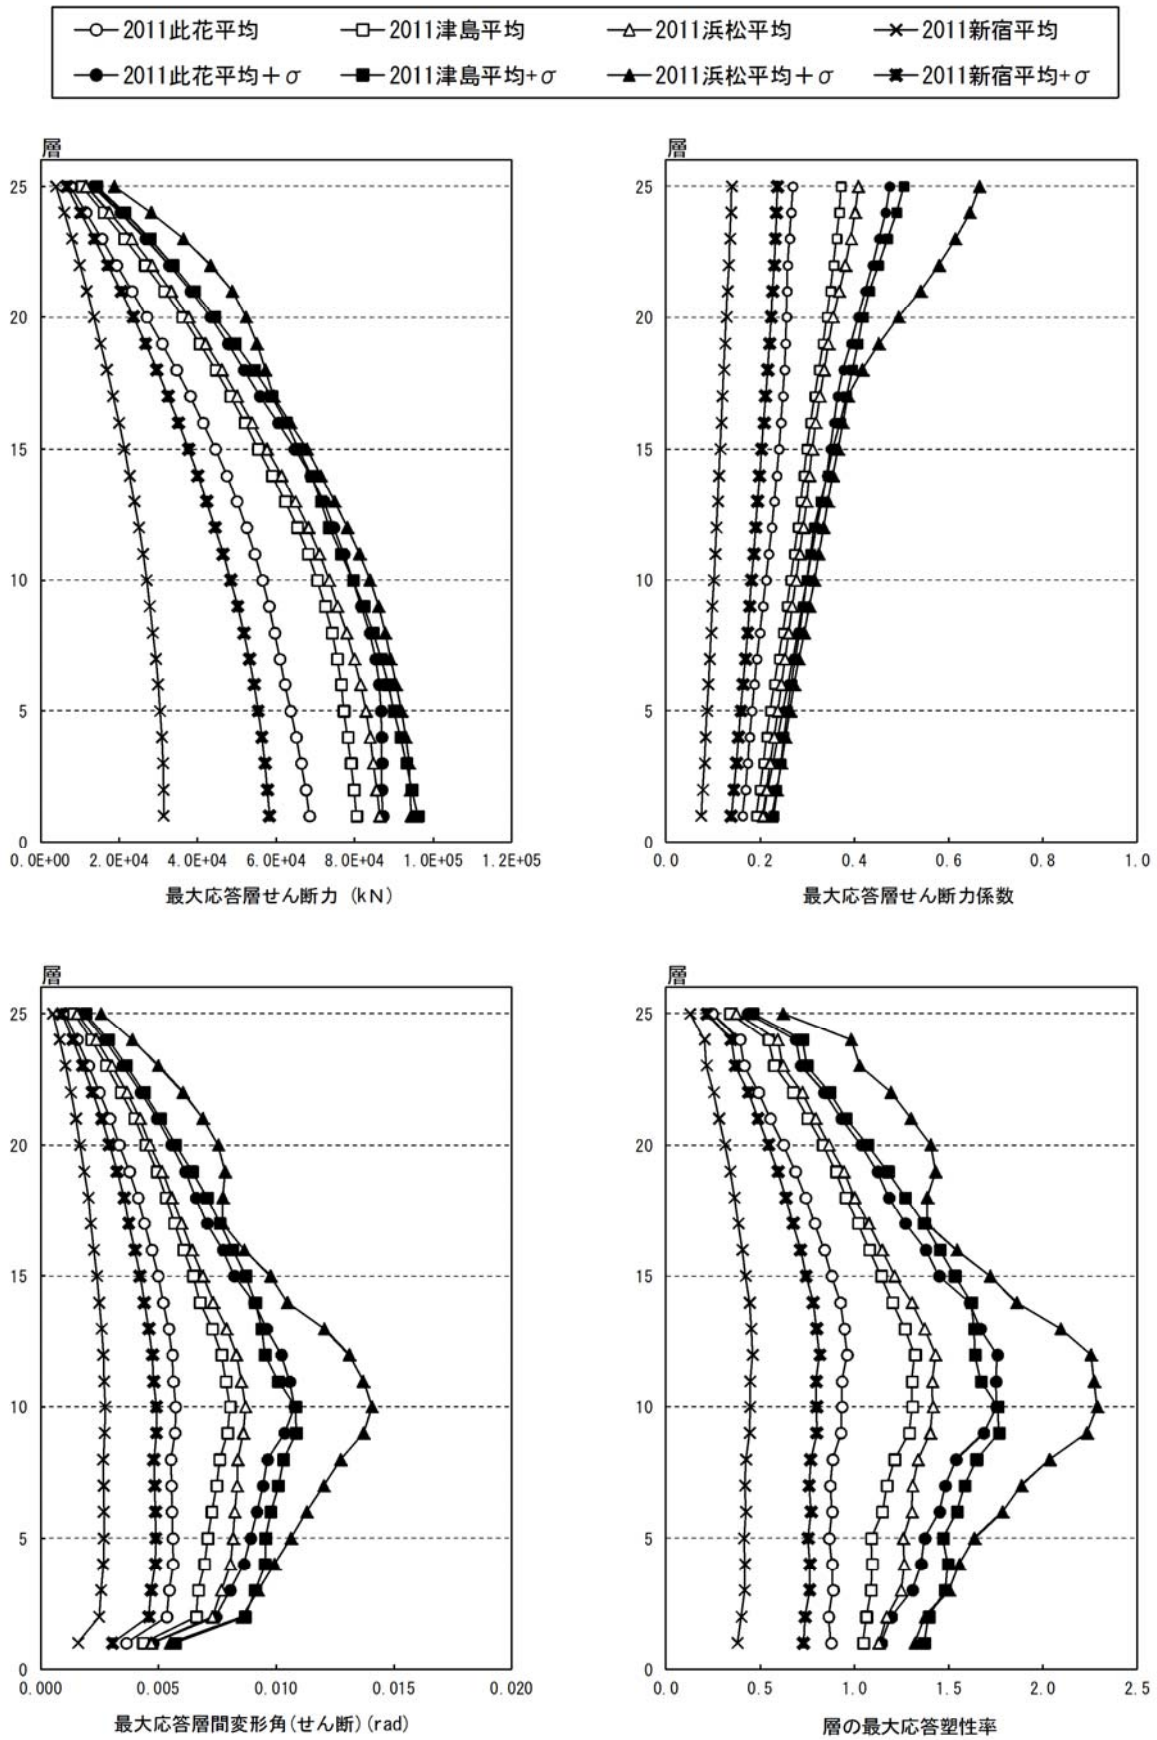 2011此花平均 2011津島平均 2011浜松平均 2011新宿平均
2011此花平均＋σ 2011津島平均+σ 2011浜松平均＋σ 2011新宿平均+σ
層 層
25 25
20 20
15 15
10 10
5 5
0 0
0.0E+00 2.0E+04 4.0E+04 6.0E+04 8.0E+04 1.0E+05 1.2E+05 0.0 0.2 0.4 0.6 0.8 1.0
最大応答層せん断力 (kN) 最大応答層せん断力係数
層 層
25 25
20 20
15 15
10 10
5 5
0 0
0.000 0.005 0.010 0.015 0.020 0.0 0.5 1.0 1.5 2.0 2.5
最大応答層間変形角(せん断)(rad) 層の最大応答塑性率